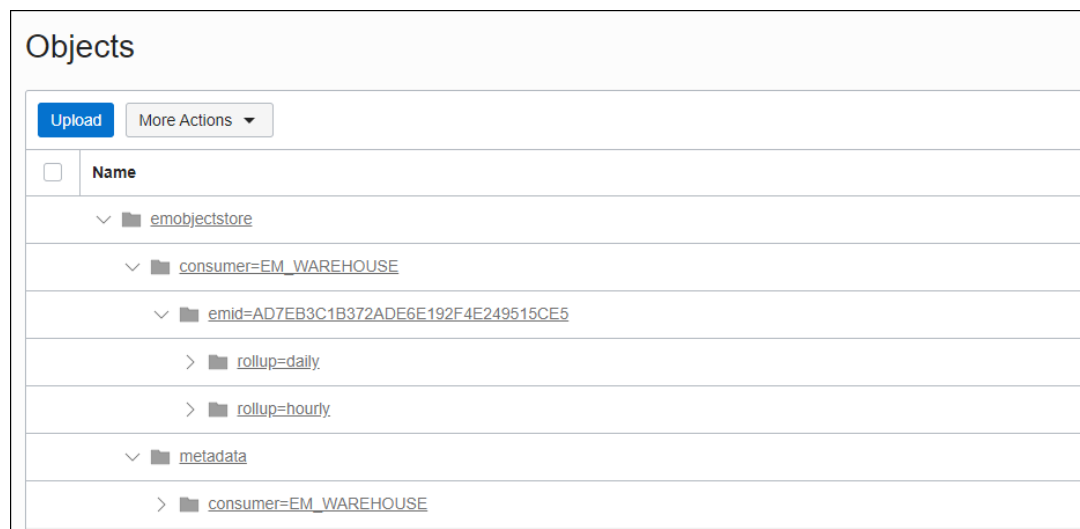 Objects
Upload More Actions
Name
emobjectstore
consumer=EM_WAREHOUSE
emid=AD7EB3C1B372ADE6E192F4E249515CE5
rollup=daily
rollup=hourly
metadata
consumer=EM_WAREHOUSE